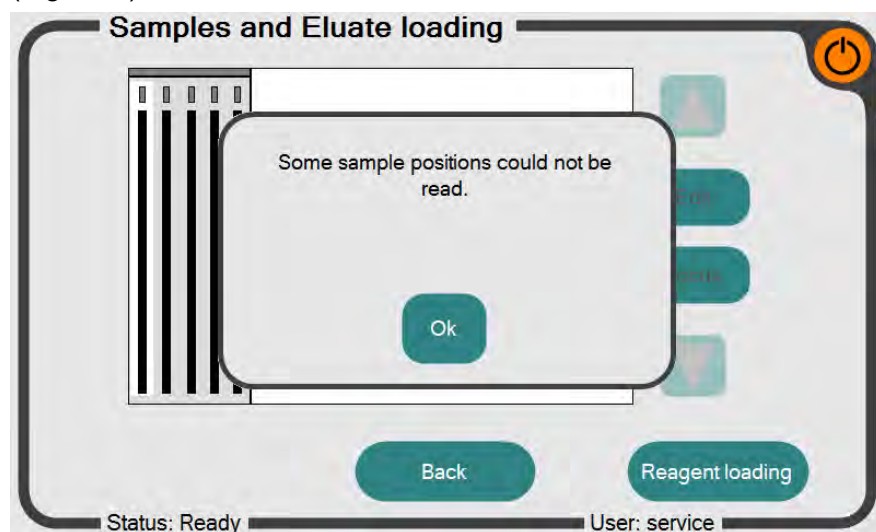 Samples and Eluate loading
Some sample positions could not be
read.
Ok
Back
Reagent loading
Status: Ready
User: service